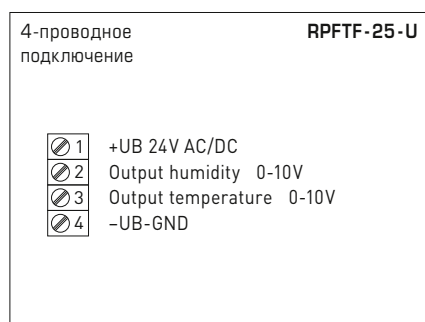 4-проводное RPFTF-25-U
подключение
1 +UB 24V AC/DC
2 Output humidity 0-10V
3 Output temperature 0-10V
4 –UB-GND